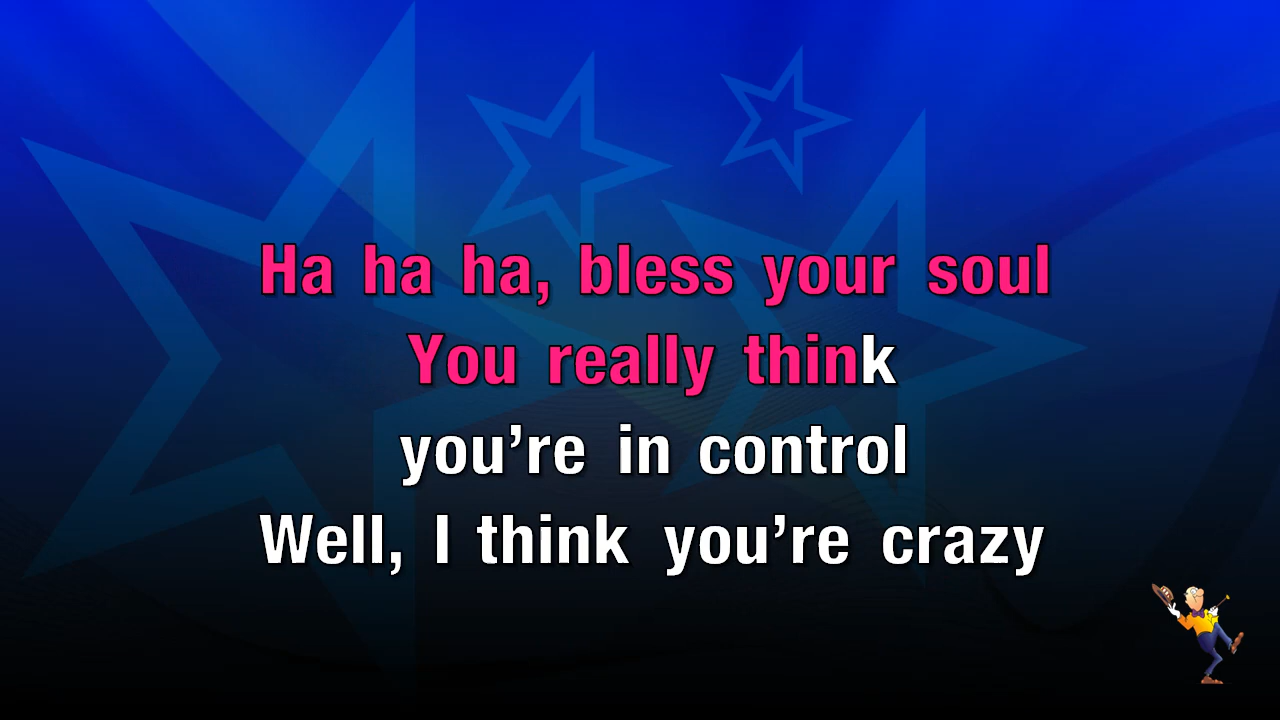 Ha ha ha, bless your soul
You really think
you’re in control
Well, I think you’re crazy